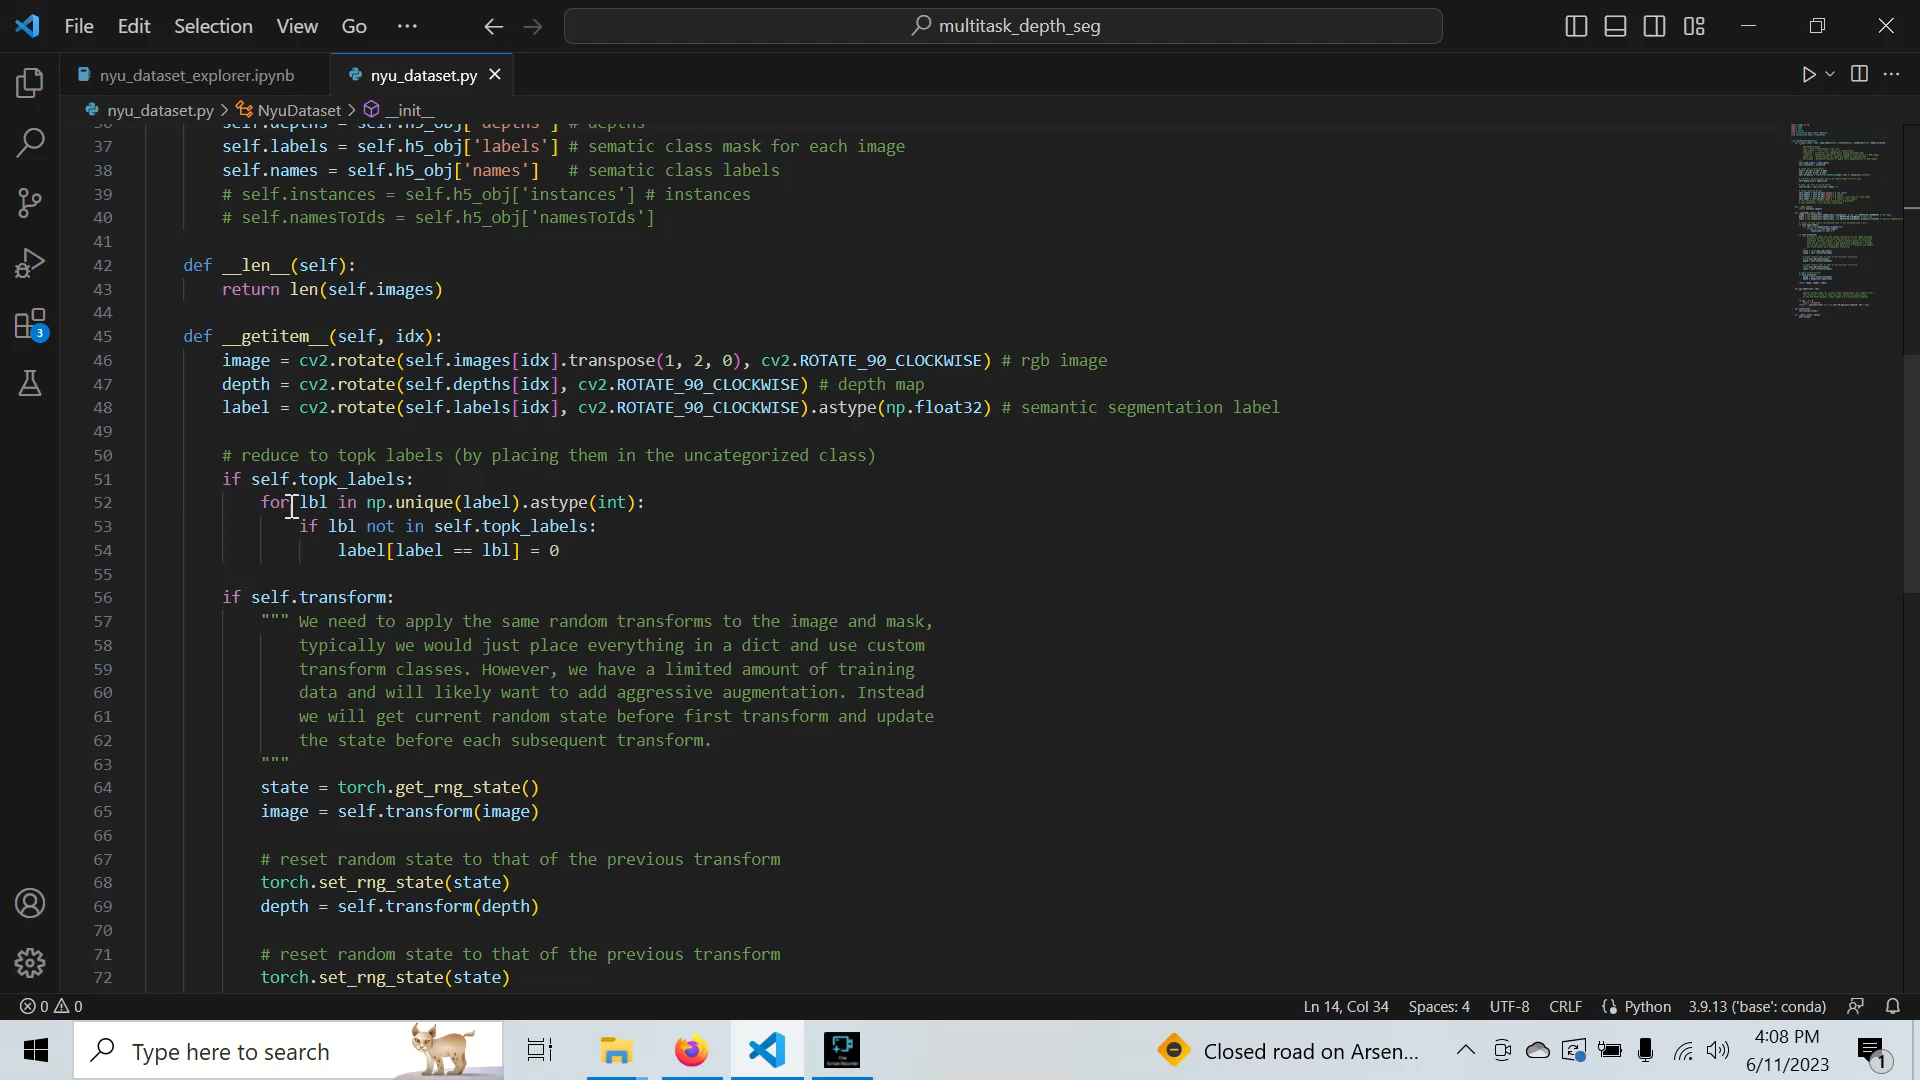 File Edit Selection View Go ··· multitask_depth_seg
nyu_dataset_explorer.ipynb nyu_dataset.py
nyu_dataset.py > NyuDataset > __init__
36 self.depths = self.h5_obj['depths'] # depths
37 self.labels = self.h5_obj['labels'] # sematic class mask for each image
38 self.names = self.h5_obj['names'] # sematic class labels
39 # self.instances = self.h5_obj['instances'] # instances
40 # self.namesToIds = self.h5_obj['namesToIds']
41
42 def __len__(self):
43 return len(self.images)
44
45 def __getitem__(self, idx):
46 image = cv2.rotate(self.images[idx].transpose(1, 2, 0), cv2.ROTATE_90_CLOCKWISE) # rgb image
47 depth = cv2.rotate(self.depths[idx], cv2.ROTATE_90_CLOCKWISE) # depth map
48 label = cv2.rotate(self.labels[idx], cv2.ROTATE_90_CLOCKWISE).astype(np.float32) # semantic segmentation label
49
50 # reduce to topk labels (by placing them in the uncategorized class)
51 if self.topk_labels:
52 for lbl in np.unique(label).astype(int):
53 if lbl not in self.topk_labels:
54 label[label == lbl] = 0
55
56 if self.transform:
57 """ We need to apply the same random transforms to the image and mask,
58 typically we would just place everything in a dict and use custom
59 transform classes. However, we have a limited amount of training
60 data and will likely want to add aggressive augmentation. Instead
61 we will get current random state before first transform and update
62 the state before each subsequent transform.
63 """
64 state = torch.get_rng_state()
65 image = self.transform(image)
66
67 # reset random state to that of the previous transform
68 torch.set_rng_state(state)
69 depth = self.transform(depth)
70
71 # reset random state to that of the previous transform
72 torch.set_rng_state(state)
3
0 0 Ln 14, Col 34 Spaces: 4 UTF-8 CRLF Python 3.9.13 ('base': conda)
Type here to search Closed road on Arsen... 4:08 PM
6/11/2023 1